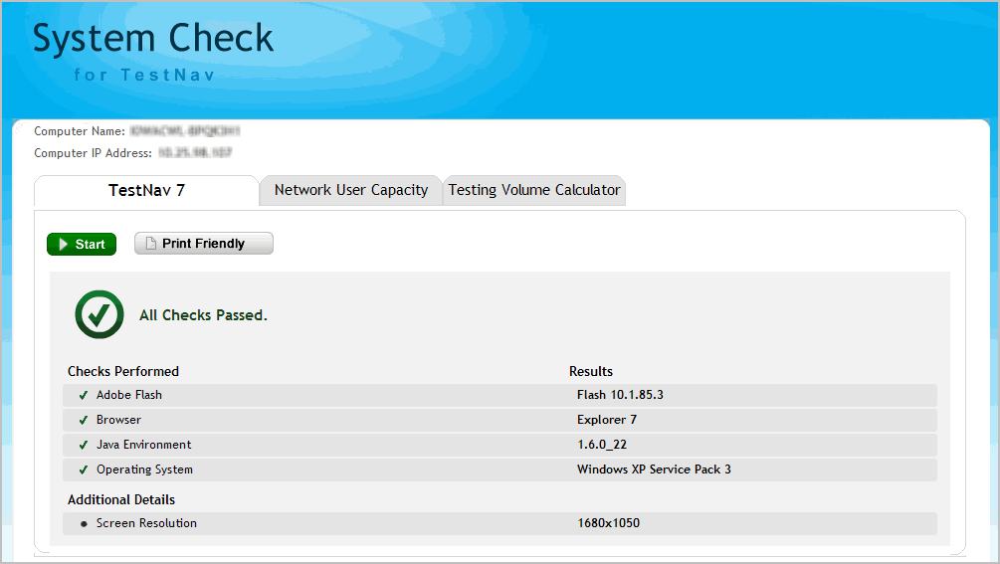 System Check
for TestNav
Computer Name:
Computer IP Address:
TestNav 7 Network User Capacity Testing Volume Calculator
Start Print Friendly
All Checks Passed.
Checks Performed Results
Adobe Flash Flash 10.1.85.3
Browser Explorer 7
Java Environment 1.6.0_22
Operating System Windows XP Service Pack 3
Additional Details
Screen Resolution 1680x1050